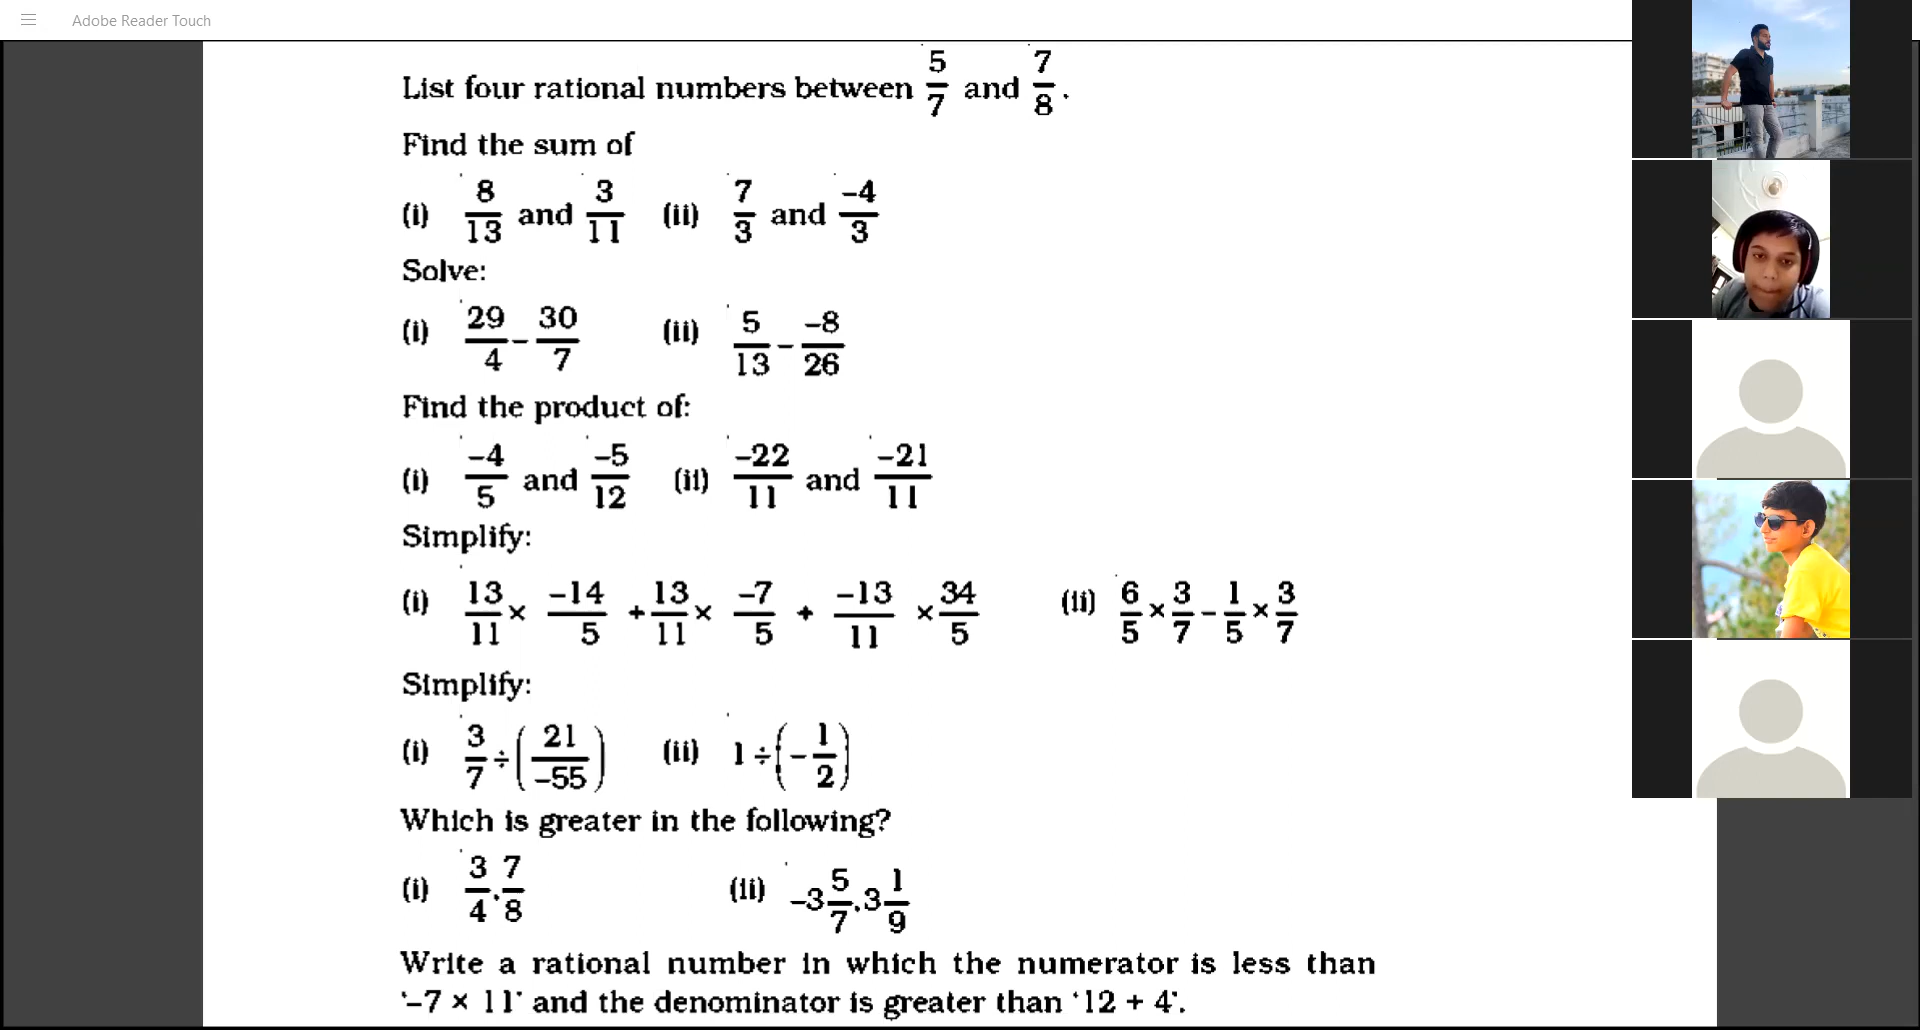 Adobe Reader Touch
List four rational numbers between 5/7 and 7/8.
Find the sum of
(i) 8/13 and 3/11 (ii) 7/3 and -4/3
Solve:
(i) 29/4 - 30/7 (ii) 5/13 - -8/26
Find the product of:
(i) -4/5 and -5/12 (ii) -22/11 and -21/11
Simplify:
(i) 13/11 × -14/5 + 13/11 × -7/5 + -13/11 × 34/5 (ii) 6/5 × 3/7 - 1/5 × 3/7
Simplify:
(i) 3/7 ÷ (21/-55) (ii) 1 ÷ (-1/2)
Which is greater in the following?
(i) 3/4, 7/8 (ii) -3 5/7, 3 1/9
Write a rational number in which the numerator is less than
'-7 × 11' and the denominator is greater than '12 + 4'.